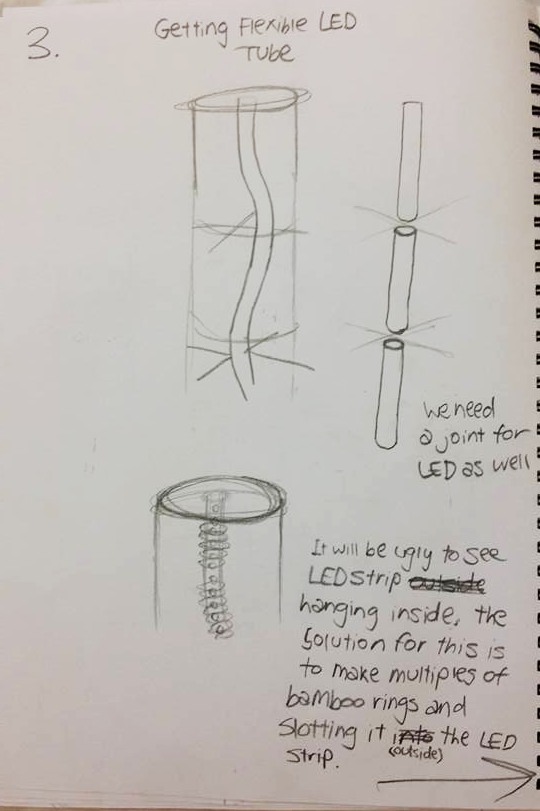 3.
Getting Flexible LED
Tube
we need
a joint for
LED as well
It will be ugly to see
LED strip outside
hanging inside, the
solution for this is
to make multiples of
bamboo rings and
slotting it into the LED
(outside)
strip.